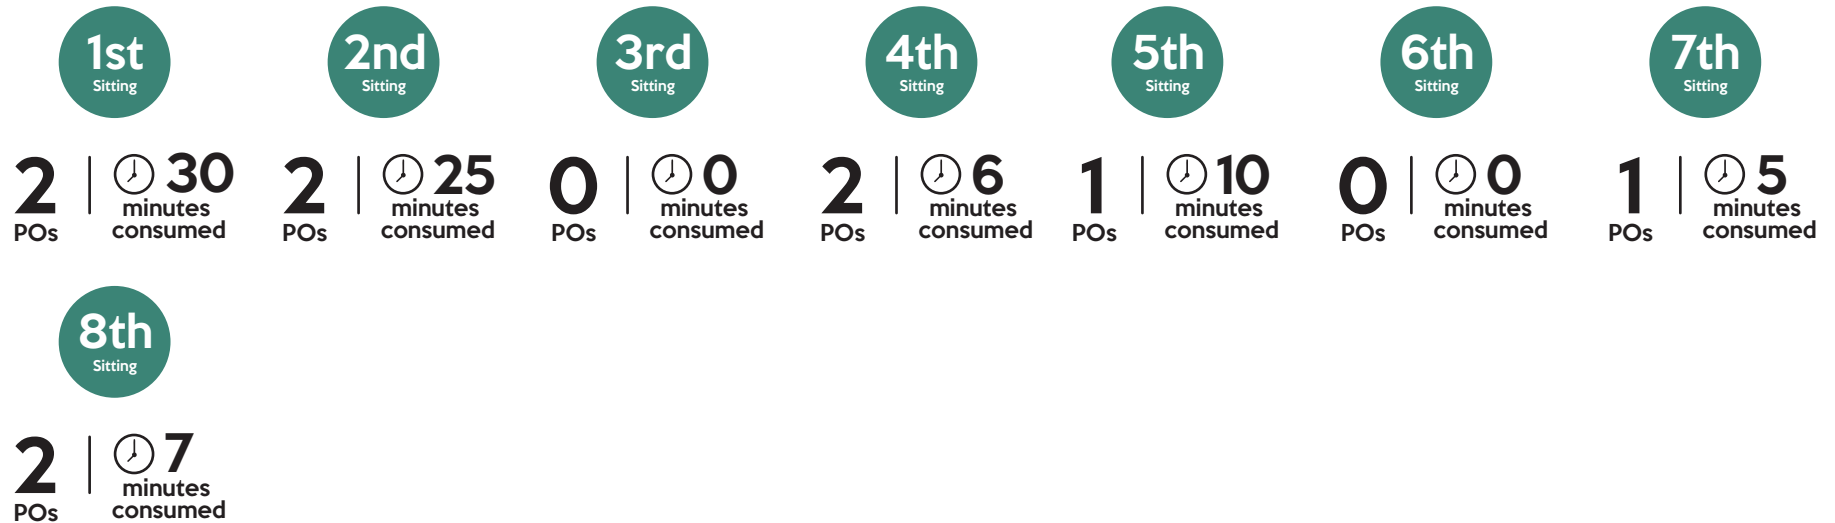 1st
Sitting
2
POs
30
minutes
consumed
2nd
Sitting
2
POs
25
minutes
consumed
3rd
Sitting
0
POs
0
minutes
consumed
4th
Sitting
2
POs
6
minutes
consumed
5th
Sitting
1
POs
10
minutes
consumed
6th
Sitting
0
POs
0
minutes
consumed
7th
Sitting
1
POs
5
minutes
consumed
8th
Sitting
2
POs
7
minutes
consumed